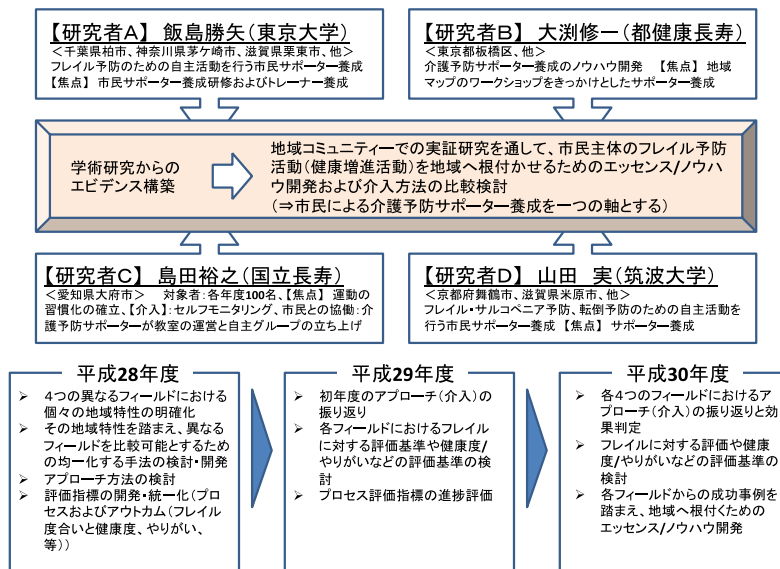 【研究者A】 飯島勝矢(東京大学)
<千葉県柏市、神奈川県茅ケ崎市、滋賀県栗東市、他>
フレイル予防のための自主活動を行う市民サポーター養成
【焦点】 市民サポーター養成研修およびトレーナー養成
【研究者B】 大渕修一(都健康長寿)
<東京都板橋区、他>
介護予防サポーター養成のノウハウ開発 【焦点】 地域
マップのワークショップをきっかけとしたサポーター養成
学術研究からの
エビデンス構築
地域コミュニティーでの実証研究を通して、市民主体のフレイル予防
活動(健康増進活動)を地域へ根付かせるためのエッセンス/ノウハ
ウ開発および介入方法の比較検討
(⇒市民による介護予防サポーター養成を一つの軸とする)
【研究者C】 島田裕之(国立長寿)
<愛知県大府市> 対象者:各年度100名、【焦点】 運動の
習慣化の確立、【介入】:セルフモニタリング、市民との協働:介
護予防サポーターが教室の運営と自主グループの立ち上げ
【研究者D】 山田 実(筑波大学)
<京都府舞鶴市、滋賀県米原市、他>
フレイル・サルコペニア予防、転倒予防のための自主活動を
行う市民サポーター養成 【焦点】 サポーター養成
平成28年度
➢ 4つの異なるフィールドにおける
個々の地域特性の明確化
➢ その地域特性を踏まえ、異なる
フィールドを比較可能とするため
の均一化する手法の検討・開発
➢ アプローチ方法の検討
➢ 評価指標の開発・統一化(プロセ
スおよびアウトカム(フレイル
度合いと健康度、やりがい、
等))
平成29年度
➢ 初年度のアプローチ(介入)の
振り返り
➢ 各フィールドにおけるフレイル
に対する評価基準や健康度/
やりがいなどの評価基準の検
討
➢ プロセス評価指標の進捗評価
平成30年度
➢ 各4つのフィールドにおけるア
プローチ(介入)の振り返りと効
果判定
➢ フレイルに対する評価や健康
度/やりがいなどの評価基準の
検討
➢ 各フィールドからの成功事例を
踏まえ、地域へ根付くための
エッセンス/ノウハウ開発